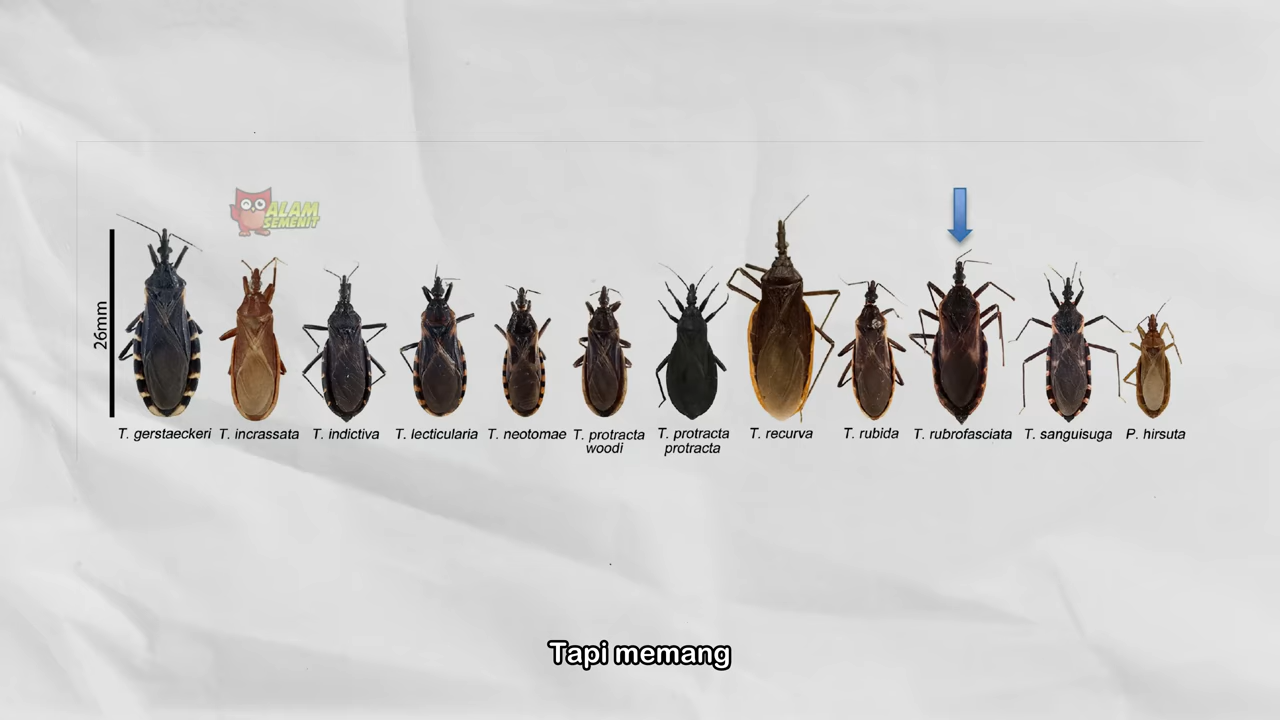 ALAM
SEMENIT
26mm
T. gerstaeckeri
T. incrassata
T. indictiva
T. lecticularia
T. neotomae
T. protracta
woodi
T. protracta
protracta
T. recurva
T. rubida
T. rubrofasciata
T. sanguisuga
P. hirsuta
Tapi memang